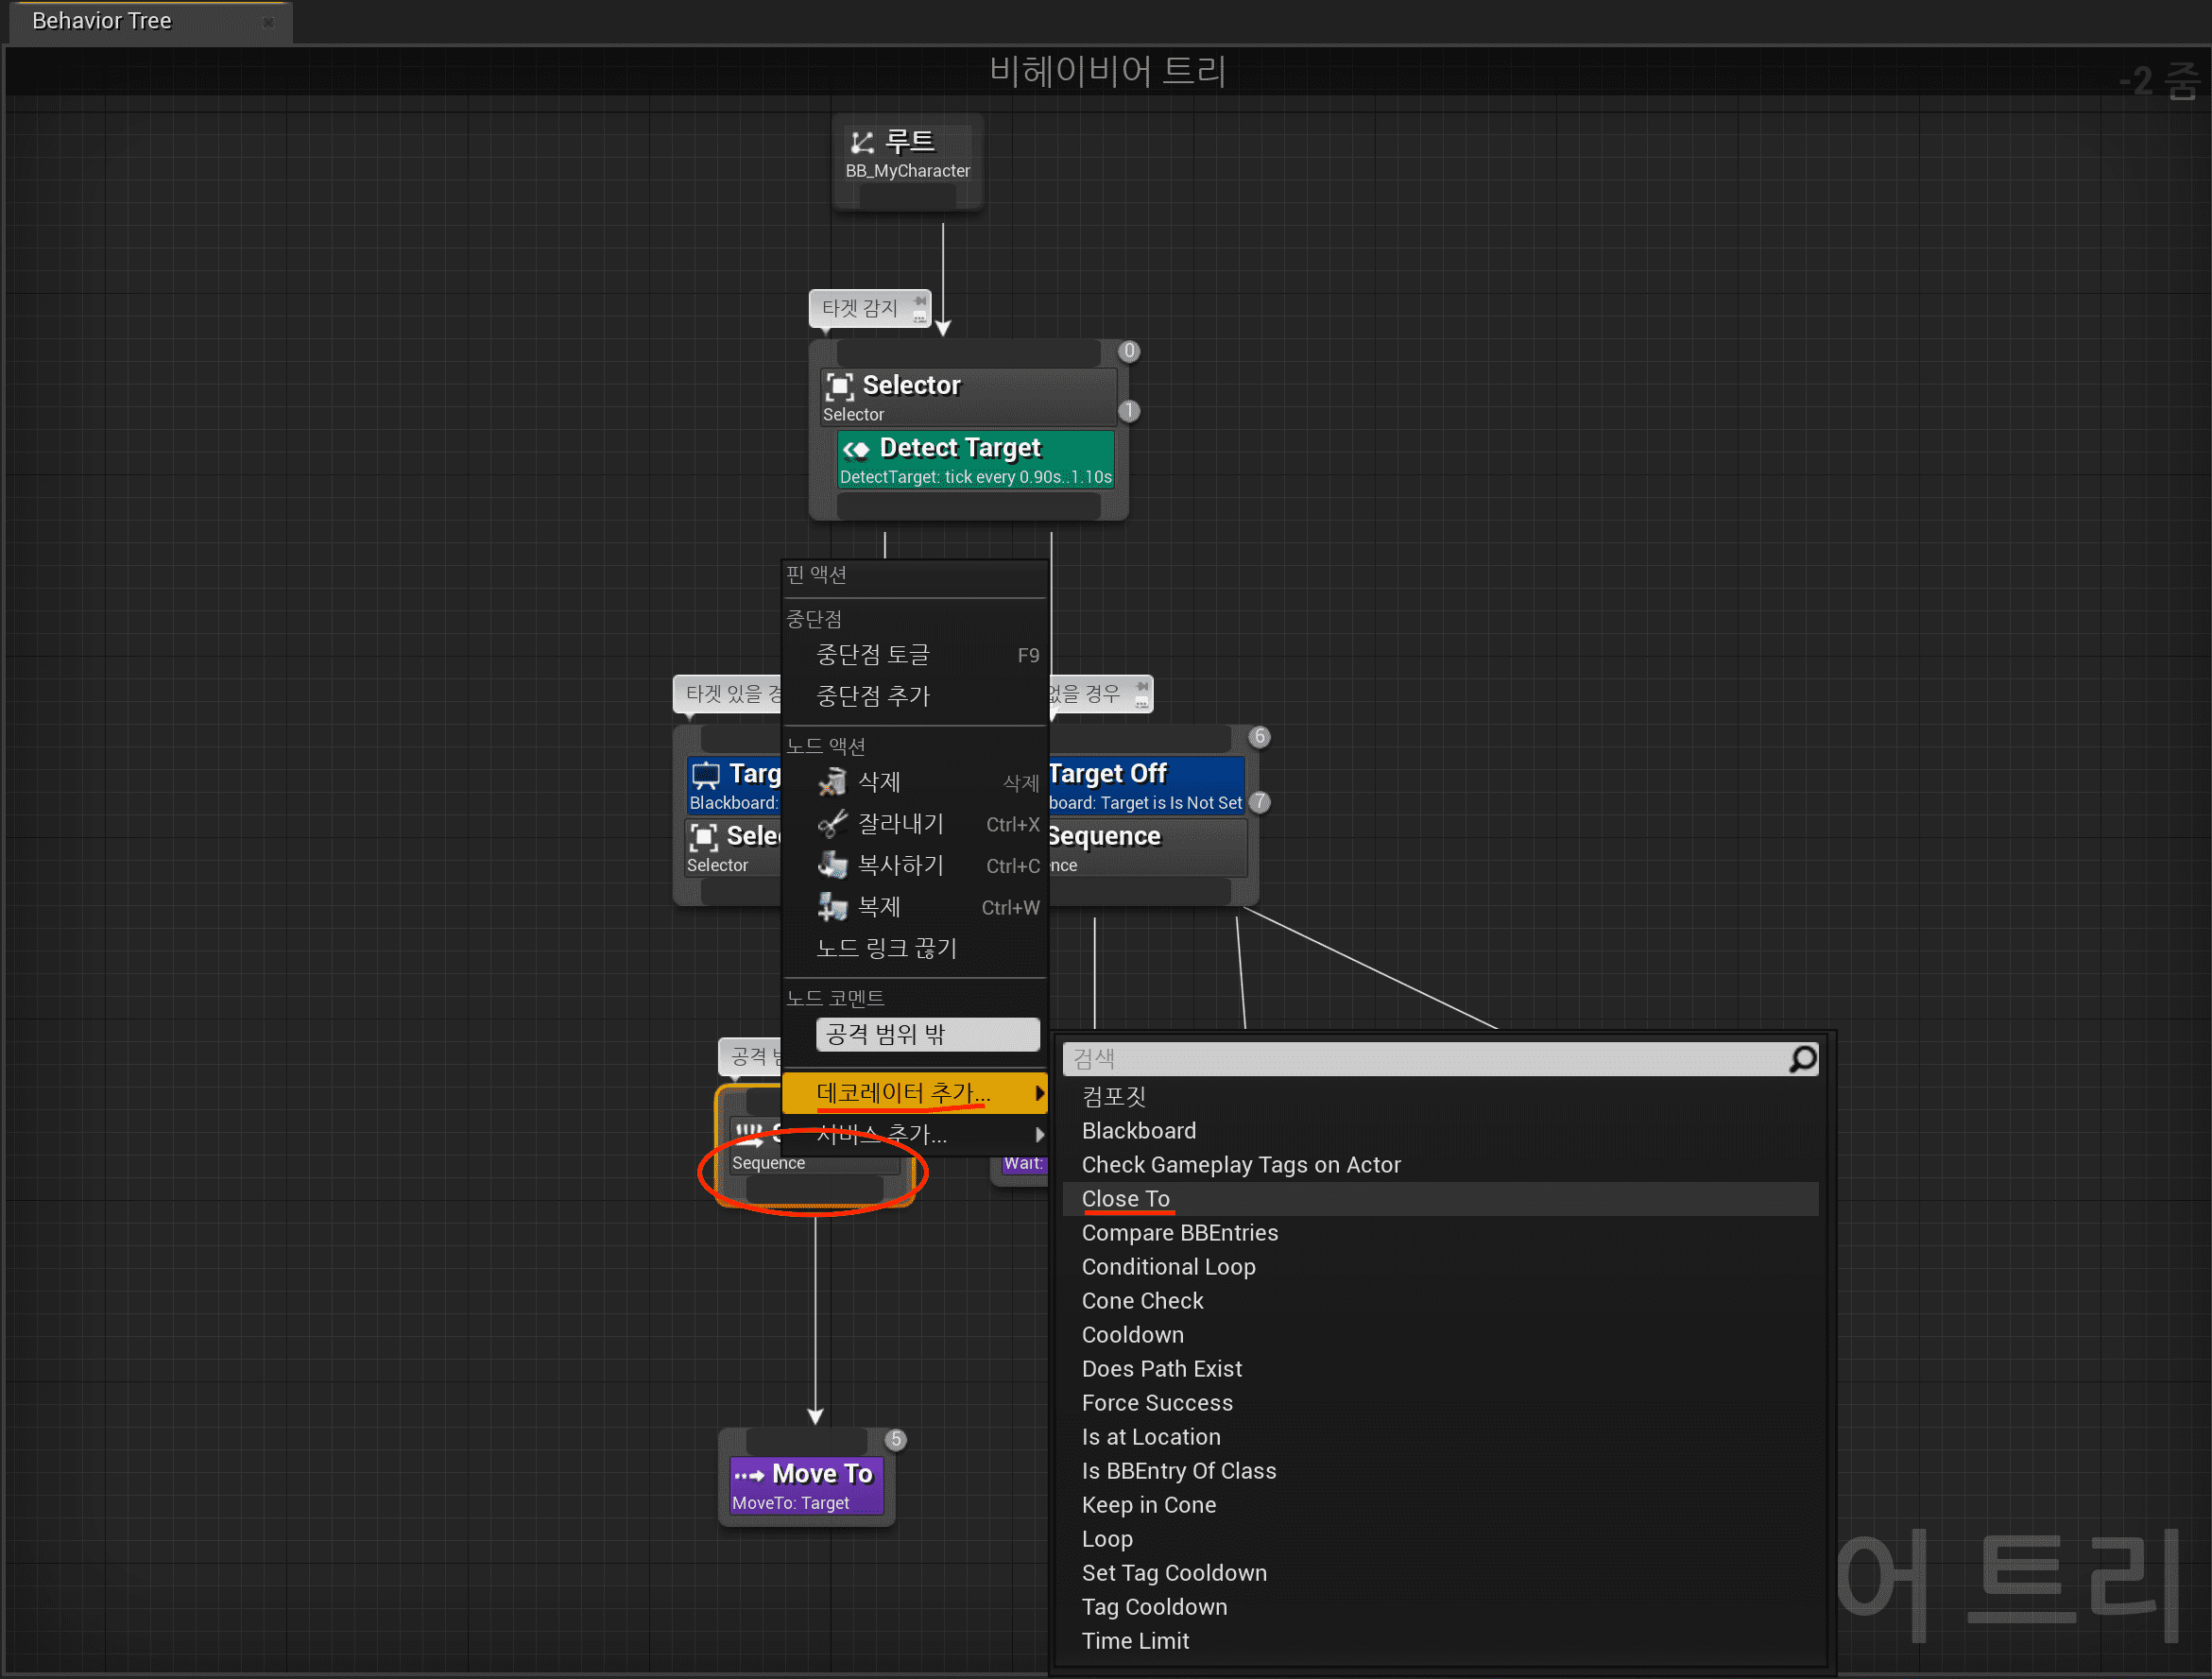 Behavior Tree
비헤이비어 트리
-2 줌
루트
BB_MyCharacter
타겟 감지
0
Selector
Selector
1
Detect Target
DetectTarget: tick every 0.90s..1.10s
핀 액션
중단점
중단점 토글 F9
중단점 추가
타겟 있을 경
없을 경우
노드 액션
6
삭제 삭제
잘라내기 Ctrl+X
복사하기 Ctrl+C
복제 Ctrl+W
노드 링크 끊기
Targ
Blackboard:
Sele
Selector
Target Off
board: Target is Is Not Set
7
Sequence
nce
노드 코멘트
공격 범위 밖
공격 범
데코레이터 추가...
서비스 추가...
Sequence
Wait:
검색
컴포짓
Blackboard
Check Gameplay Tags on Actor
Close To
Compare BBEntries
Conditional Loop
Cone Check
Cooldown
Does Path Exist
Force Success
Is at Location
Is BBEntry Of Class
Keep in Cone
Loop
Set Tag Cooldown
Tag Cooldown
Time Limit
5
Move To
MoveTo: Target
어 트리